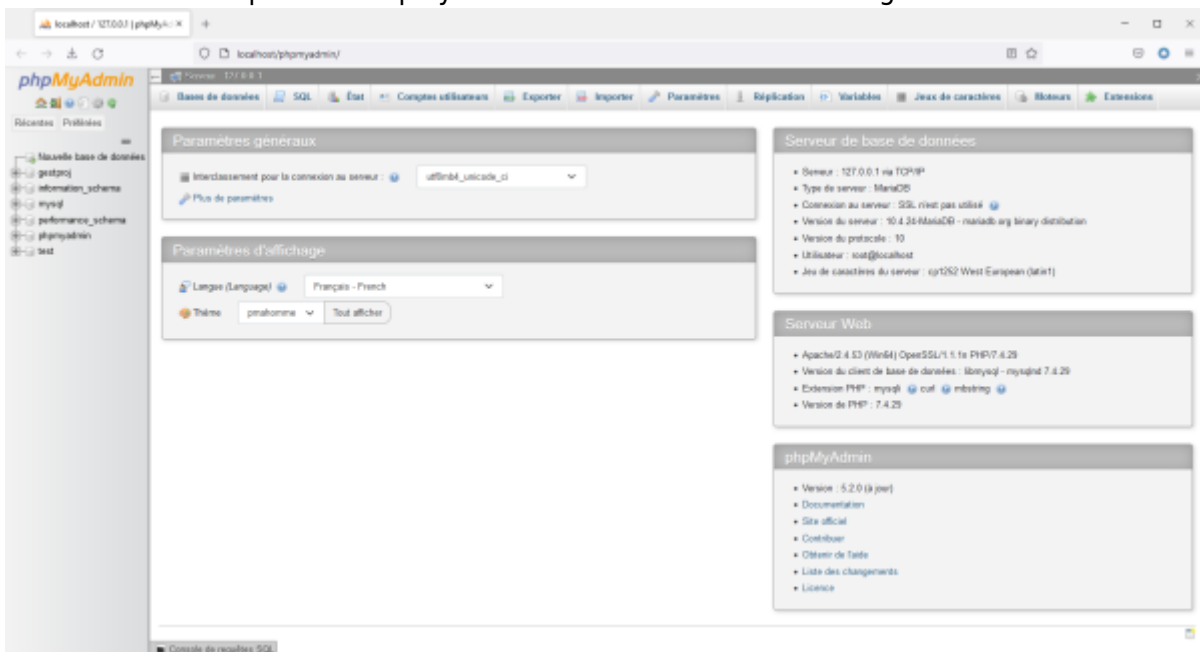 localhost / 127.0.0.1 | phpMyAd
localhost/phpmyadmin/
phpMyAdmin
Récentes Préférées
Nouvelle base de données
gestproj
information_schema
mysql
performance_schema
phpmyadmin
test
Serveur : 127.0.0.1
Bases de données SQL État Comptes utilisateurs Exporter Importer Paramètres Réplication Variables Jeux de caractères Moteurs Extensions
Paramètres généraux
Interclassement pour la connexion au serveur : utf8mb4_unicode_ci
Plus de paramètres
Paramètres d'affichage
Langue (Language) Français - French
Thème pmahomme Tout afficher
Serveur de base de données
Serveur : 127.0.0.1 via TCP/IP
Type de serveur : MariaDB
Connexion au serveur : SSL n'est pas utilisé
Version du serveur : 10.4.24-MariaDB - mariadb.org binary distribution
Version du protocole : 10
Utilisateur : root@localhost
Jeu de caractères du serveur : cp1252 West European (latin1)
Serveur Web
Apache/2.4.53 (Win64) OpenSSL/1.1.1n PHP/7.4.29
Version du client de base de données : libmysql - mysqlnd 7.4.29
Extension PHP : mysqli curl mbstring
Version de PHP : 7.4.29
phpMyAdmin
Version : 5.2.0 (à jour)
Documentation
Site officiel
Contribuer
Obtenir de l'aide
Liste des changements
Licence
Console de requêtes SQL